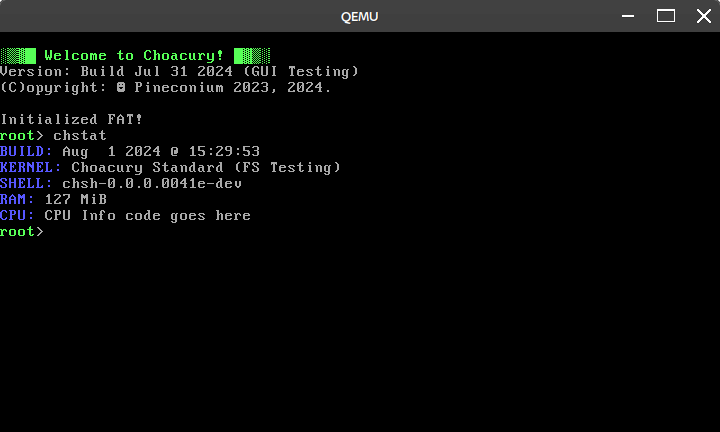 QEMU
░▒▓█ Welcome to Choacury! █▓▒░
Version: Build Jul 31 2024 (GUI Testing)
(C)opyright: ☻ Pineconium 2023, 2024.
Initialized FAT!
root> chstat
BUILD: Aug  1 2024 @ 15:29:53
KERNEL: Choacury Standard (FS Testing)
SHELL: chsh-0.0.0.0041e-dev
RAM: 127 MiB
CPU: CPU Info code goes here
root>